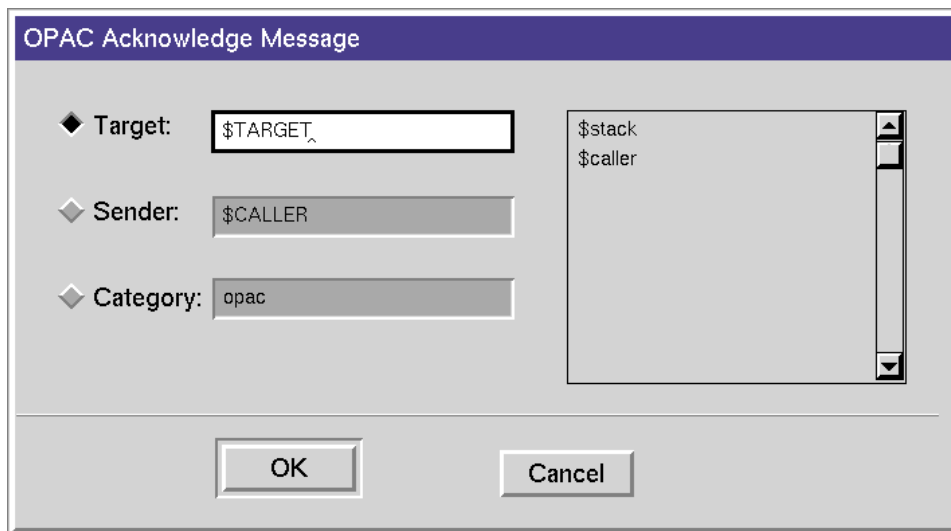 OPAC Acknowledge Message
Target: $TARGET
Sender: $CALLER
Category: opac
$stack
$caller
OK
Cancel